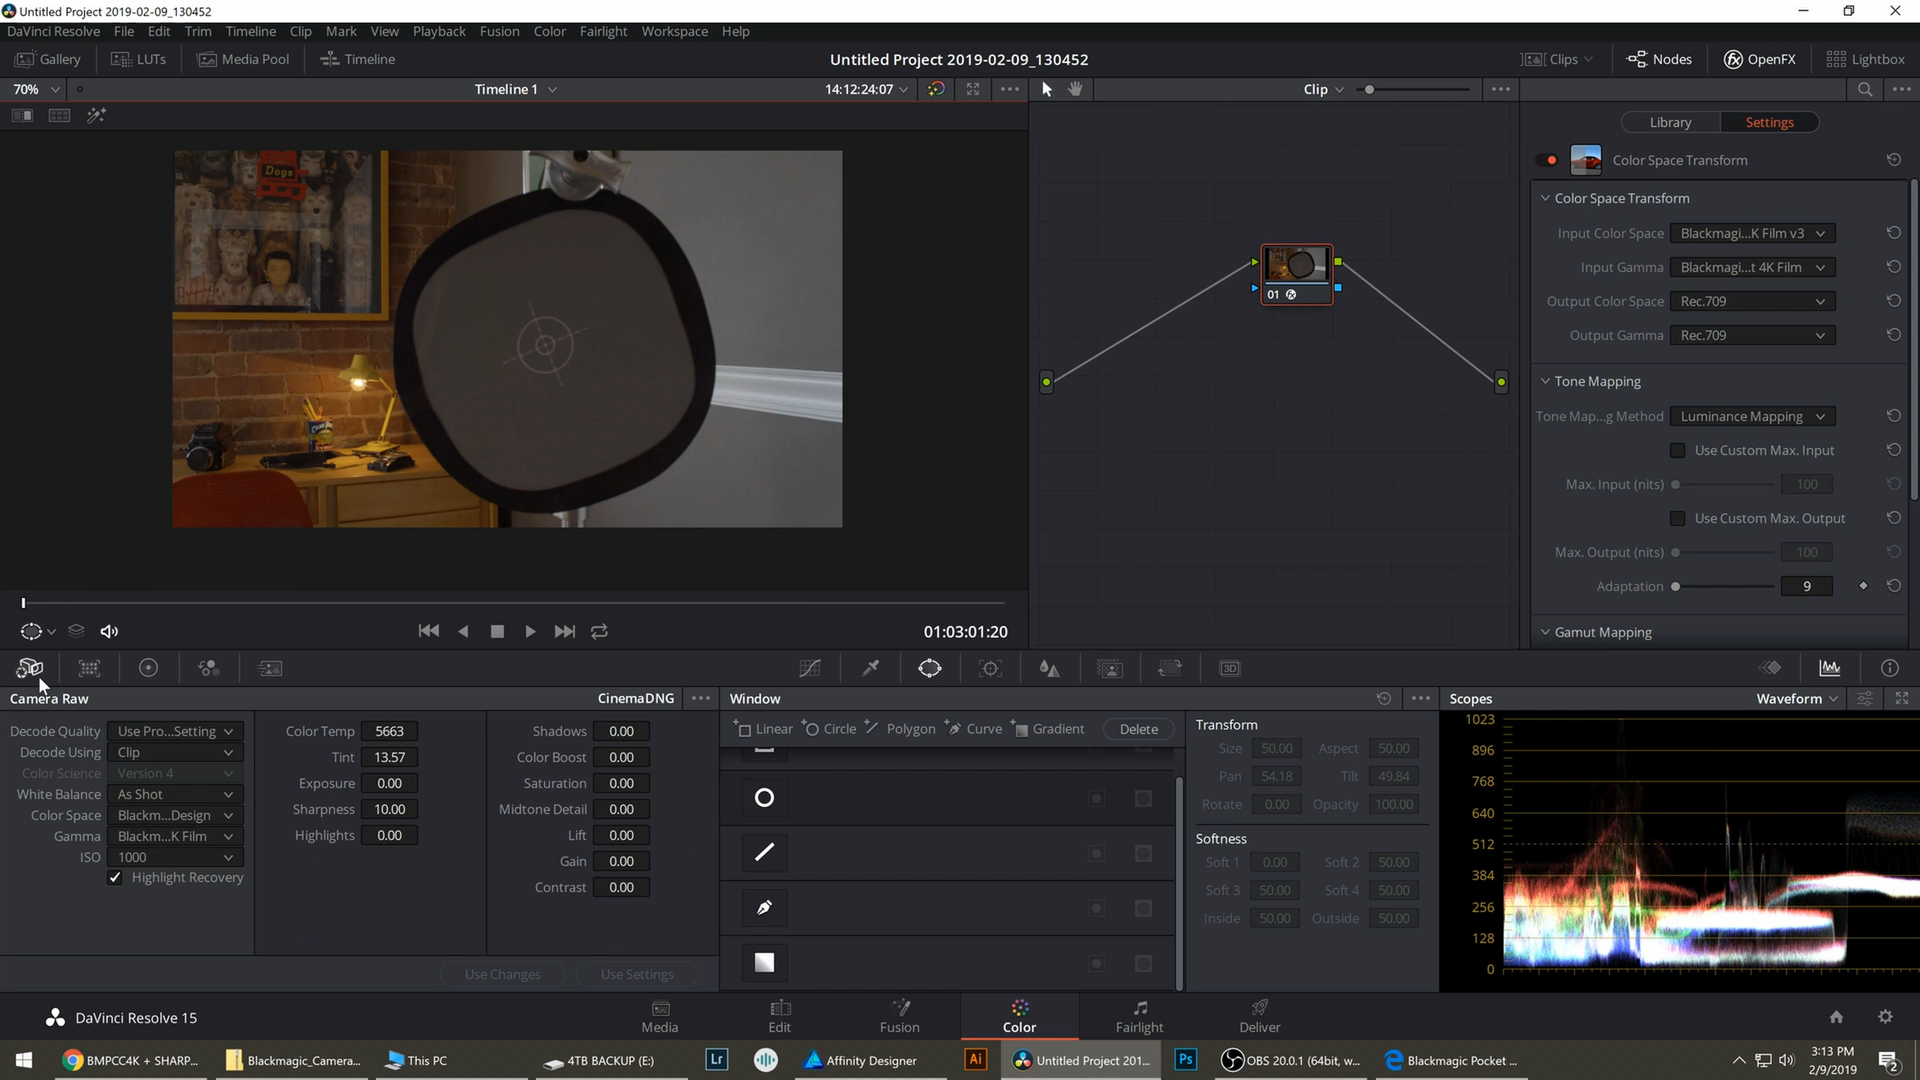 Untitled Project 2019-02-09_130452
DaVinci Resolve File Edit Trim Timeline Clip Mark View Playback Fusion Color Fairlight Workspace Help
Gallery LUTs Media Pool Timeline Untitled Project 2019-02-09_130452 Clips Nodes OpenFX Lightbox
70% Timeline 1 14:12:24:07 Clip
Library Settings
Color Space Transform
Color Space Transform
Input Color Space Blackmagi...K Film v3
Input Gamma Blackmagi...t 4K Film
Output Color Space Rec.709
Output Gamma Rec.709
Tone Mapping
Tone Map...g Method Luminance Mapping
Use Custom Max. Input
Max. Input (nits) 100
Use Custom Max. Output
Max. Output (nits) 100
Adaptation 9
Gamut Mapping
Dogs
01
01:03:01:20
3D
Camera Raw CinemaDNG
Decode Quality Use Pro...Setting
Decode Using Clip
Color Science Version 4
White Balance As Shot
Color Space Blackm...Design
Gamma Blackm...K Film
ISO 1000
Highlight Recovery
Color Temp 5663
Tint 13.57
Exposure 0.00
Sharpness 10.00
Highlights 0.00
Shadows 0.00
Color Boost 0.00
Saturation 0.00
Midtone Detail 0.00
Lift 0.00
Gain 0.00
Contrast 0.00
Use Changes Use Settings
Window
Linear Circle Polygon Curve Gradient Delete
Transform
Size 50.00 Aspect 50.00
Pan 54.18 Tilt 49.84
Rotate 0.00 Opacity 100.00
Softness
Soft 1 0.00 Soft 2 50.00
Soft 3 50.00 Soft 4 50.00
Inside 50.00 Outside 50.00
Scopes Waveform
1023
896
768
640
512
384
256
128
0
DaVinci Resolve 15
Media Edit Fusion Color Fairlight Deliver
BMPCC4K + SHARP... Blackmagic_Camera... This PC 4TB BACKUP (E:) Lr Affinity Designer Ai Untitled Project 201... Ps OBS 20.0.1 (64bit, w... Blackmagic Pocket ...
3:13 PM
2/9/2019
2